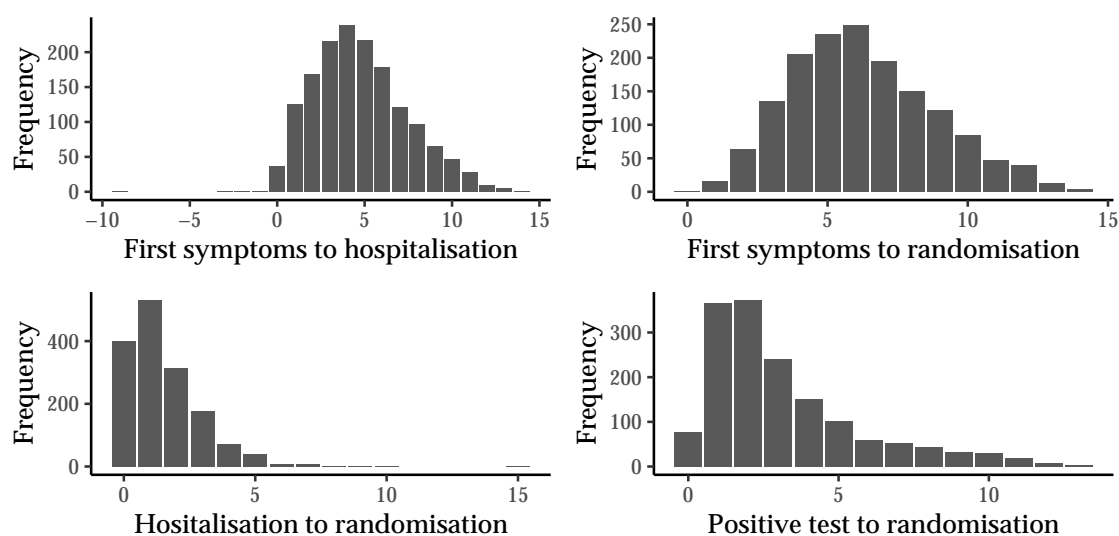 Frequency
200
150
100
50
0
−10 −5 0 5 10 15
First symptoms to hospitalisation
Frequency
250
200
150
100
50
0
0 5 10 15
First symptoms to randomisation
Frequency
400
200
0
0 5 10 15
Hositalisation to randomisation
Frequency
300
200
100
0
0 5 10
Positive test to randomisation